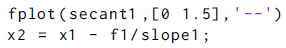 fplot(secant1,[0 1.5],'--')
x2 = x1 - f1/slope1;